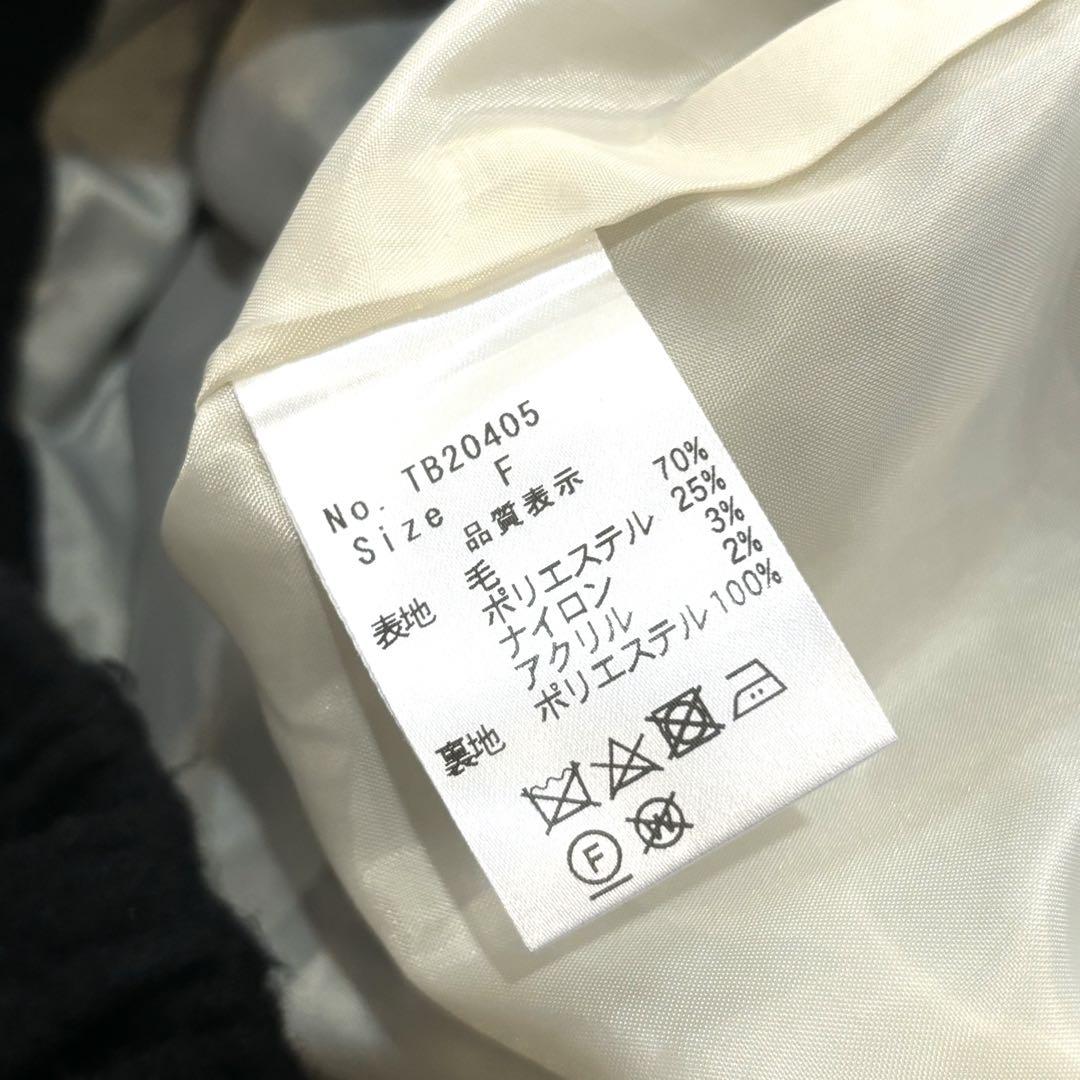 No. TB20405
Size F
品質表示
表地 毛 70%
ポリエステル 25%
ナイロン 3%
アクリル 2%
裏地 ポリエステル 100%
F W